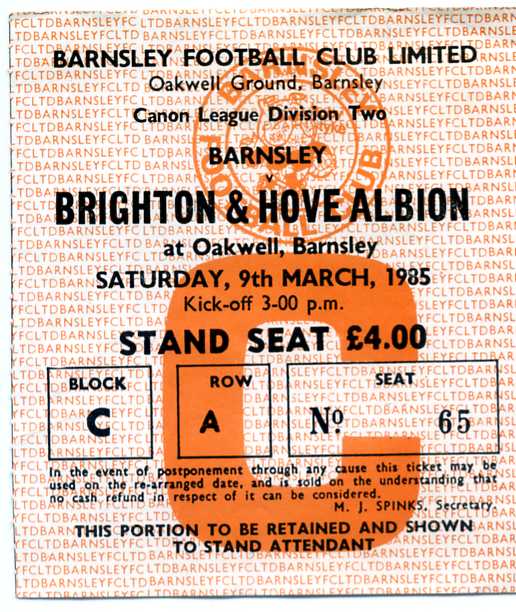 BARNSLEY FOOTBALL CLUB LIMITED
Oakwell Ground, Barnsley
Canon League Division Two
BARNSLEY
v
BRIGHTON & HOVE ALBION
at Oakwell, Barnsley
SATURDAY, 9th MARCH, 1985
Kick-off 3-00 p.m.
STAND SEAT £4.00
BLOCK
C
ROW
A
SEAT
No. 65
In the event of postponement through any cause this ticket may be
used on the re-arranged date, and is sold on the understanding that
no cash refund in respect of it can be considered.
M. J. SPINKS, Secretary.
THIS PORTION TO BE RETAINED AND SHOWN
TO STAND ATTENDANT
C
BARNSLEY FOOTBALL CLUB